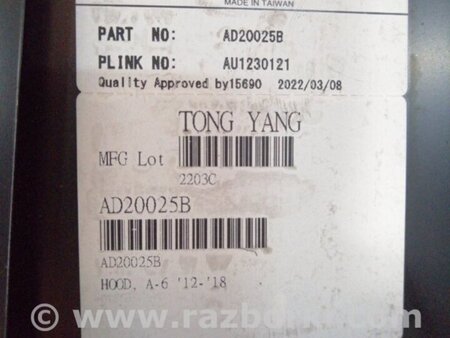 MADE IN TAIWAN
PART NO: AD20025B
PLINK NO: AU1230121
Quality Approved by15690 2022/03/08
TONG YANG
MFG Lot
2203C
AD20025B
AD20025B
HOOD, A-6 '12-'18
© www.razborka.com